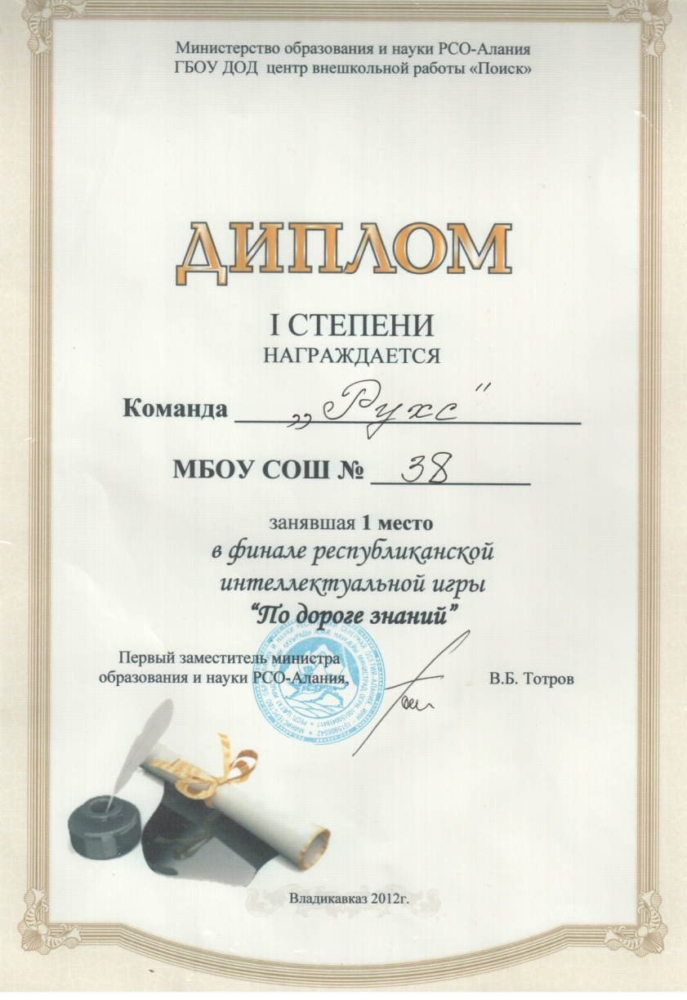 Министерство образования и науки РСО-Алания
ГБОУ ДОД центр внешкольной работы «Поиск»
ДИПЛОМ
I СТЕПЕНИ
НАГРАЖДАЕТСЯ
Команда „Рухс"
МБОУ СОШ № 38
занявшая 1 место
в финале республиканской
интеллектуальной игры
“По дороге знаний”
Первый заместитель министра
образования и науки РСО-Алания, В.Б. Тотров
Владикавказ 2012г.